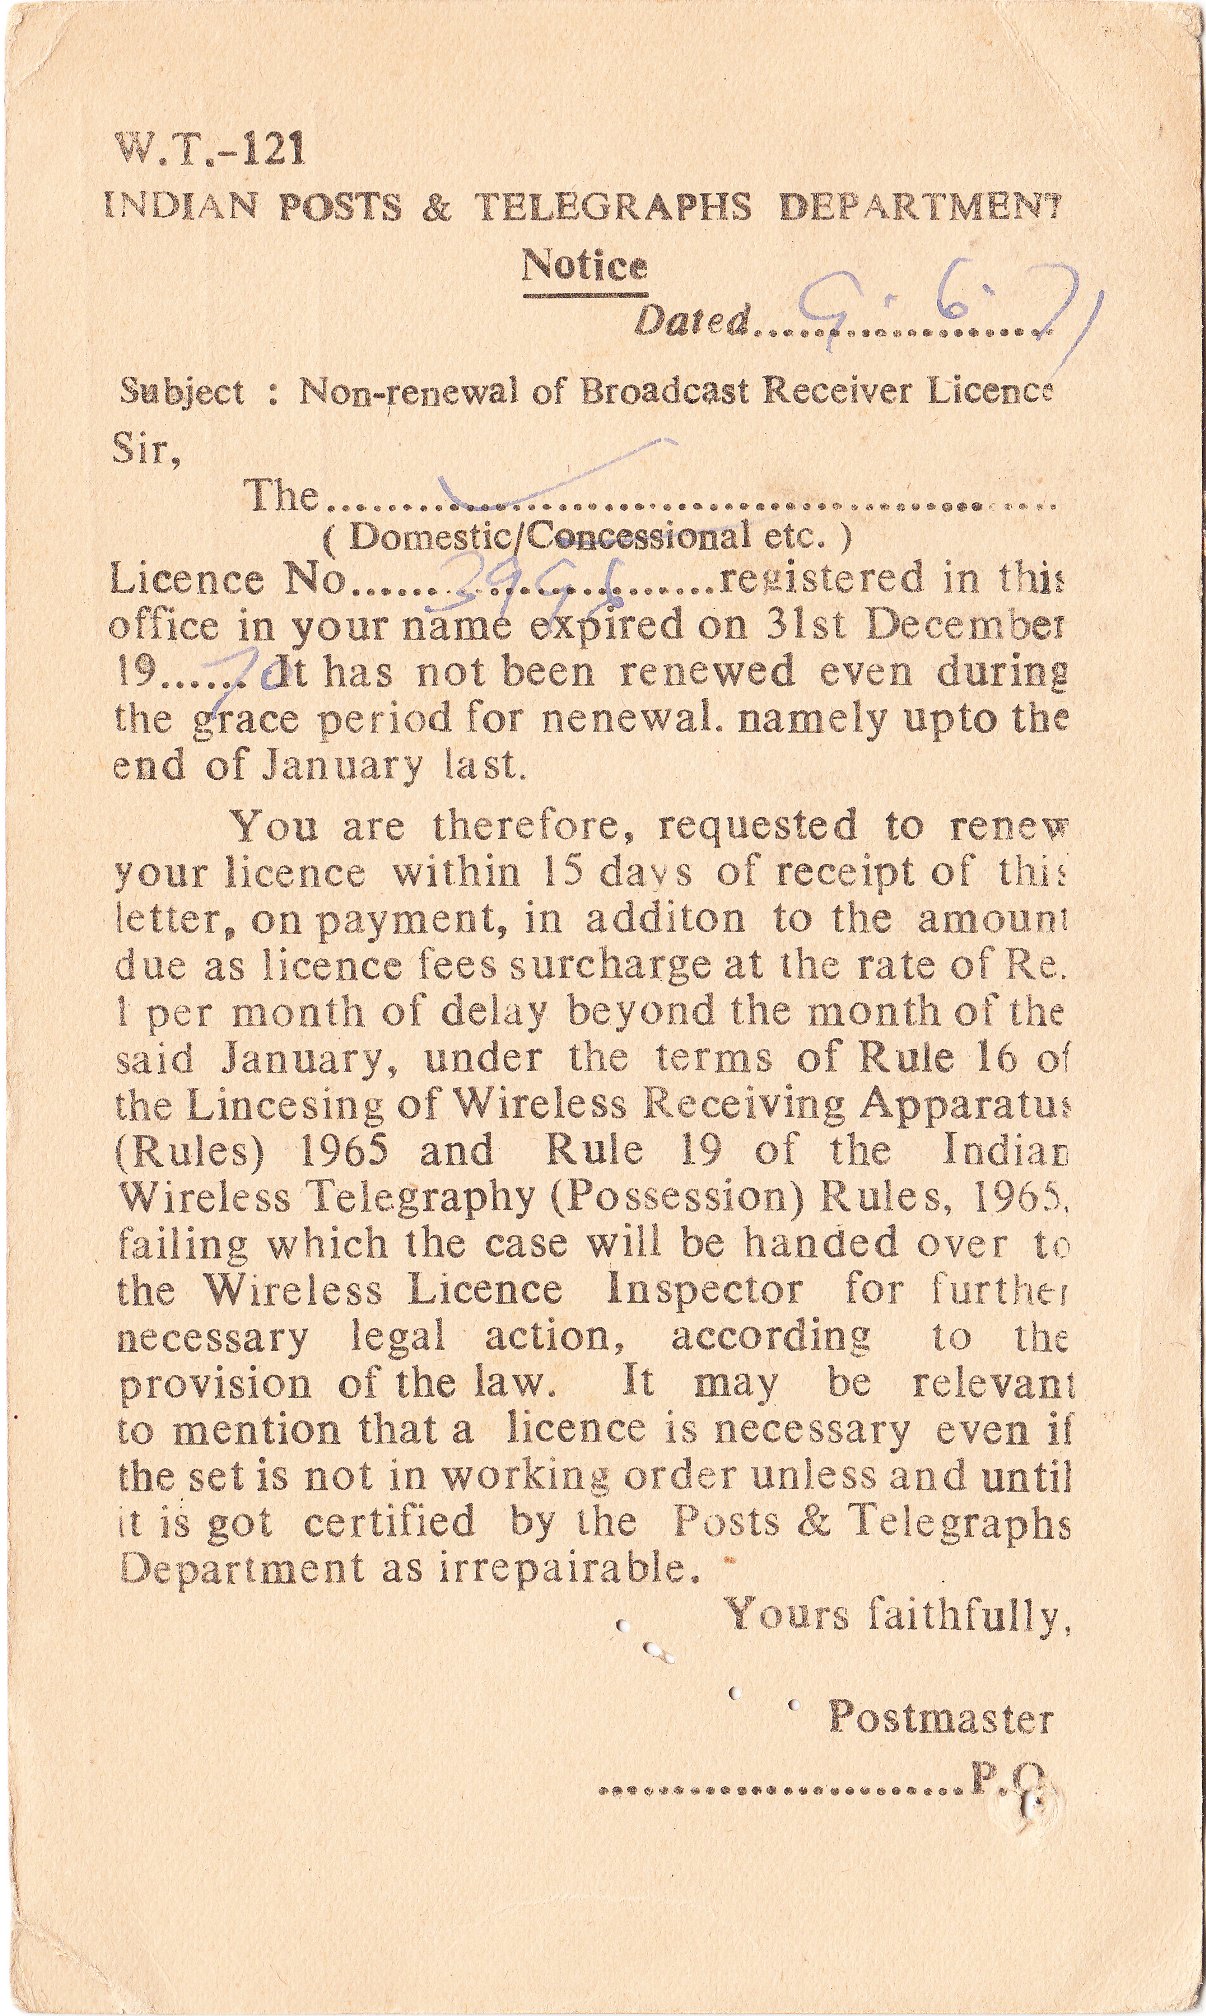 W.T.-121
INDIAN POSTS & TELEGRAPHS DEPARTMENT
Notice
Dated....................9.6.71
Subject : Non-renewal of Broadcast Receiver Licence
Sir,
The..........................................................
( Domestic/Concessional etc. )
Licence No......................registered in this
office in your name expired on 31st December
19......70 It has not been renewed even during
the grace period for nenewal. namely upto the
end of January last.
You are therefore, requested to renew
your licence within 15 days of receipt of this
letter, on payment, in additon to the amount
due as licence fees surcharge at the rate of Re.
1 per month of delay beyond the month of the
said January, under the terms of Rule 16 of
the Lincesing of Wireless Receiving Apparatus
(Rules) 1965 and Rule 19 of the Indian
Wireless Telegraphy (Possession) Rules, 1965,
failing which the case will be handed over to
the Wireless Licence Inspector for further
necessary legal action, according to the
provision of the law. It may be relevant
to mention that a licence is necessary even if
the set is not in working order unless and until
it is got certified by the Posts & Telegraphs
Department as irrepairable.
Yours faithfully,
Postmaster
........................P.O.